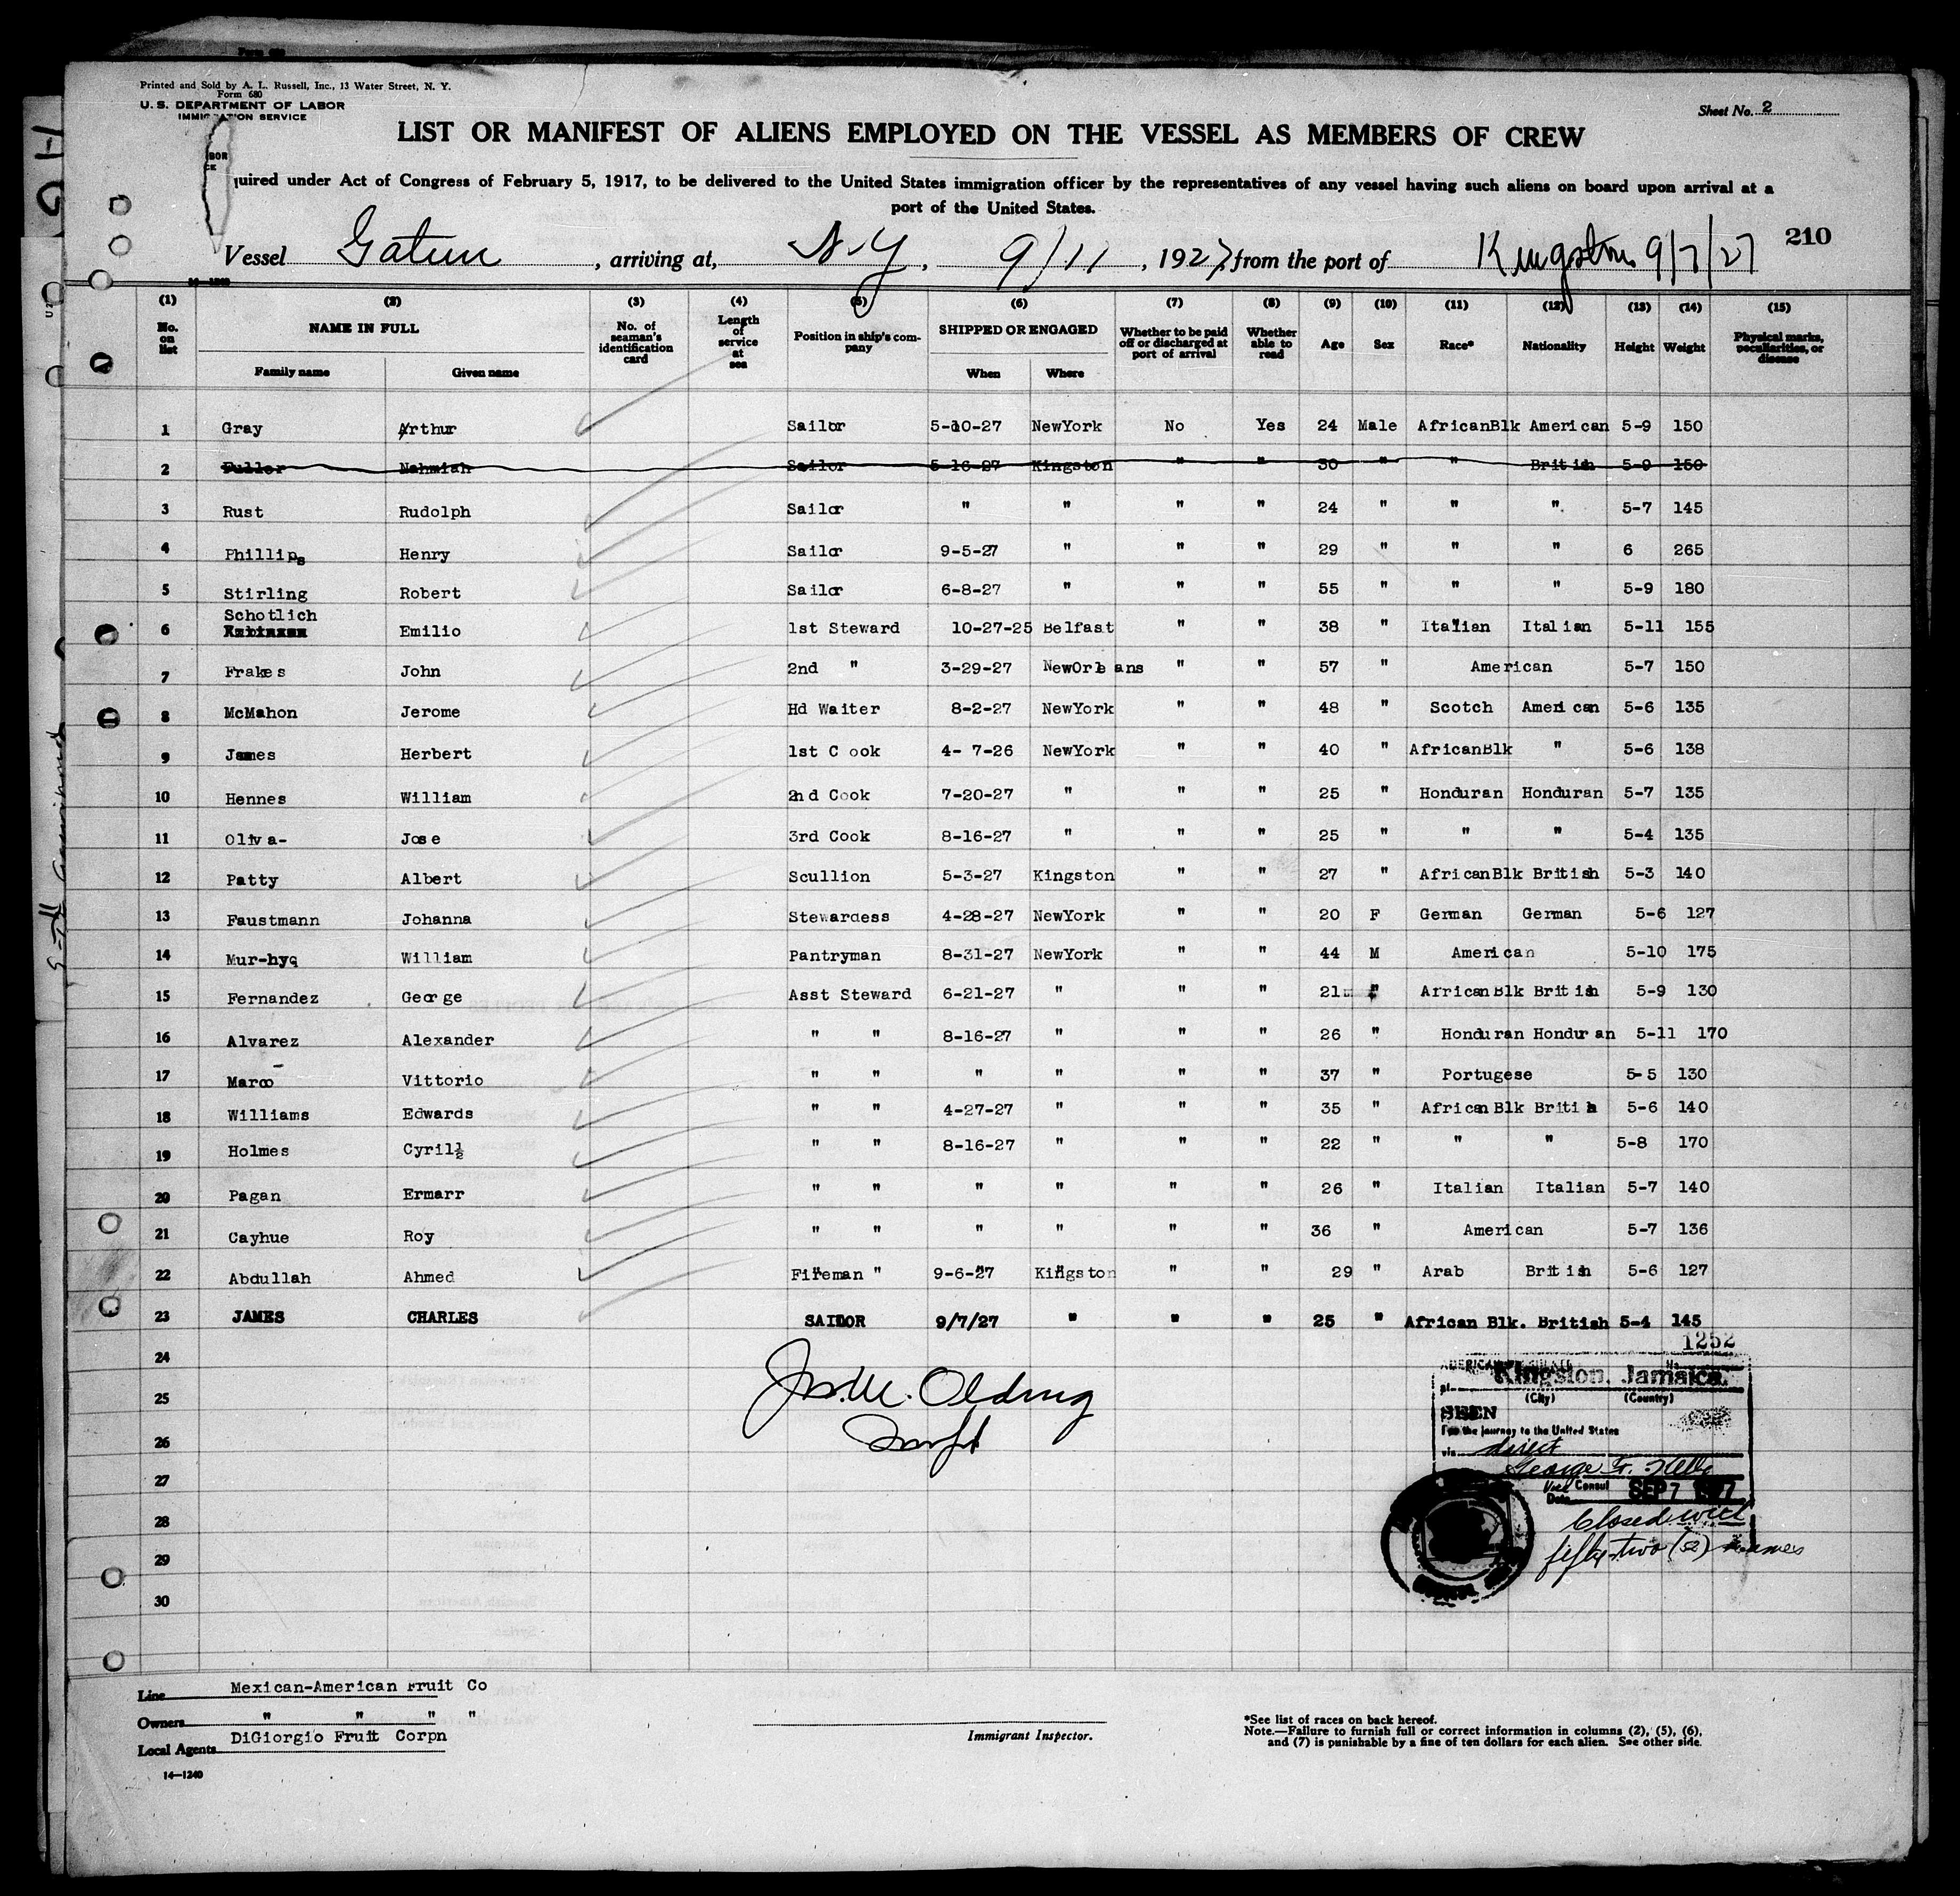 Printed and Sold by A. L. Russell, Inc., 13 Water Street, N. Y.
Form 680
U. S. DEPARTMENT OF LABOR
IMMIGRATION SERVICE
Sheet No. 2
LIST OR MANIFEST OF ALIENS EMPLOYED ON THE VESSEL AS MEMBERS OF CREW
quired under Act of Congress of February 5, 1917, to be delivered to the United States immigration officer by the representatives of any vessel having such aliens on board upon arrival at a
port of the United States.
210
Vessel Gatun, arriving at, N-Y, 9/11, 1927, from the port of Kingston 9/7/27
(1) (2) (3) (4) (5) (6) (7) (8) (9) (10) (11) (12) (13) (14) (15)
No. on list NAME IN FULL No. of seaman's identification card Length of service at sea Position in ship's company SHIPPED OR ENGAGED Whether to be paid off or discharged at port of arrival Whether able to read Age Sex Race* Nationality Height Weight Physical marks, peculiarities, or disease
Family name Given name When Where
1 Gray Arthur Sailor 5-10-27 NewYork No Yes 24 Male AfricanBlk American 5-9 150
2 Fuller Nahmiah Sailor 5-16-27 Kingston " " 30 " " British 5-9 150
3 Rust Rudolph Sailor " " " " 24 " " " 5-7 145
4 Phillips Henry Sailor 9-5-27 " " " 29 " " " 6 265
5 Stirling Robert Sailor 6-8-27 " " " 55 " " " 5-9 180
Schotlich
6 Emilio 1st Steward 10-27-25 Belfast " " 38 " Italian Italian 5-11 155
7 Frakes John 2nd " 3-29-27 NewOrleans " " 57 " American 5-7 150
8 McMahon Jerome Hd Waiter 8-2-27 NewYork " " 48 " Scotch American 5-6 135
9 James Herbert 1st Cook 4-7-26 NewYork " " 40 " AfricanBlk " 5-6 138
10 Hennes William 2nd Cook 7-20-27 " " " 25 " Honduran Honduran 5-7 135
11 Oliva- Jose 3rd Cook 8-16-27 " " " 25 " " " 5-4 135
12 Patty Albert Scullion 5-3-27 Kingston " " 27 " AfricanBlk British 5-3 140
13 Faustmann Johanna Stewardess 4-28-27 NewYork " " 20 F German German 5-6 127
14 Mur-hyq William Pantryman 8-31-27 NewYork " " 44 M American 5-10 175
15 Fernandez George Asst Steward 6-21-27 " " " 21 " AfricanBlk British 5-9 130
16 Alvarez Alexander " " 8-16-27 " " " 26 " Honduran Honduran 5-11 170
17 Marco Vittorio " " " " " " 37 " Portugese 5-5 130
18 Williams Edwards " " 4-27-27 " " " 35 " African Blk British 5-6 140
19 Holmes Cyril½ " " 8-16-27 " " " 22 " " " 5-8 170
20 Pagan Ermarr " " " " " " 26 " Italian Italian 5-7 140
21 Cayhue Roy " " " " " " 36 " American 5-7 136
22 Abdullah Ahmed Fireman " 9-6-27 Kingston " " 29 " Arab British 5-6 127
23 JAMES CHARLES SAILOR 9/7/27 " " " 25 " African Blk. British 5-4 145
24
25
26
27
28
29
30
Jas. M. Olding
1252
Kingston, Jamaica.
(City) (Country)
SEEN
For the journey to the United States
via direct
George F.
Vice Consul
Date SEP 7 1927
Closed with
fifty-two (52) names
Line Mexican-American Fruit Co
Owners " " " "
Local Agents DiGiorgio Fruit Corpn
14—1240
Immigrant Inspector.
*See list of races on back hereof.
Note.—Failure to furnish full or correct information in columns (2), (5), (6),
and (7) is punishable by a fine of ten dollars for each alien. See other side.